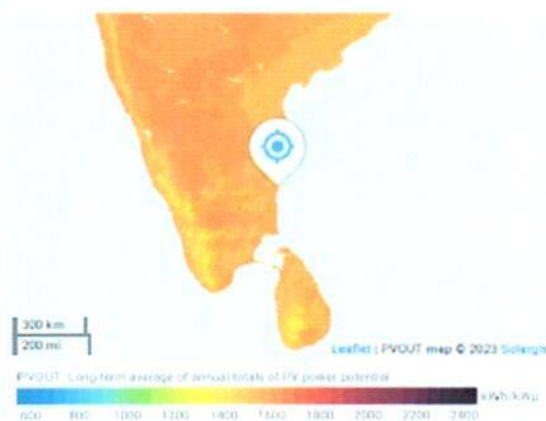 300 km
200 mi
Leaflet | PVOUT map © 2023 Solargis
PVOUT: Long-term average of annual totals of PV power potential
kWh/kWp
600 800 1000 1200 1400 1600 1800 2000 2200 2400